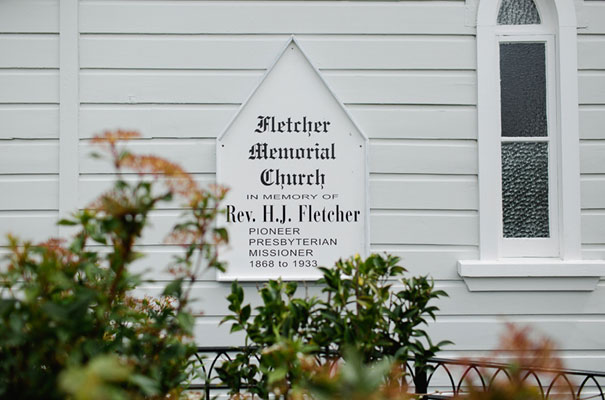 Fletcher
Memorial
Church
IN MEMORY OF
Rev. H.J. Fletcher
PIONEER
PRESBYTERIAN
MISSIONER
1868 to 1933